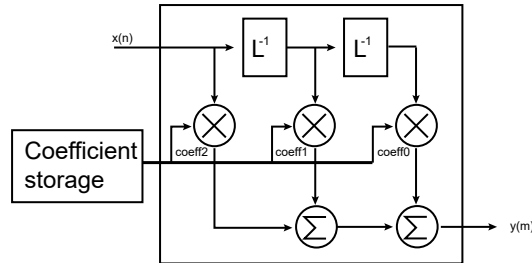 x(n)
L⁻¹
L⁻¹
Coefficient
storage
coeff2
coeff1
coeff0
Σ
Σ
y(m)